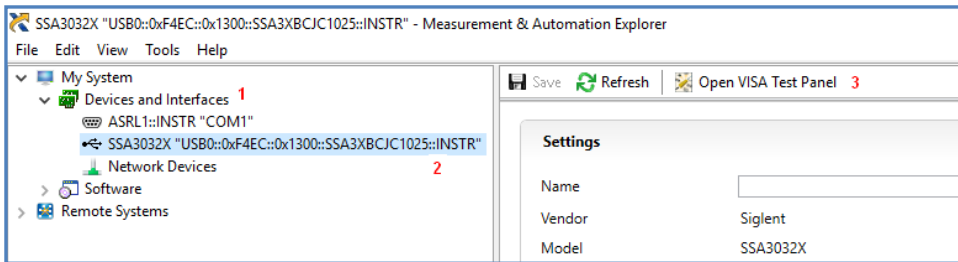 SSA3032X "USB0::0xF4EC::0x1300::SSA3XBCJC1025::INSTR" - Measurement & Automation Explorer
File Edit View Tools Help
My System
Devices and Interfaces 1
ASRL1::INSTR "COM1"
SSA3032X "USB0::0xF4EC::0x1300::SSA3XBCJC1025::INSTR"
Network Devices 2
Software
Remote Systems
Save Refresh Open VISA Test Panel 3
Settings
Name
Vendor Siglent
Model SSA3032X